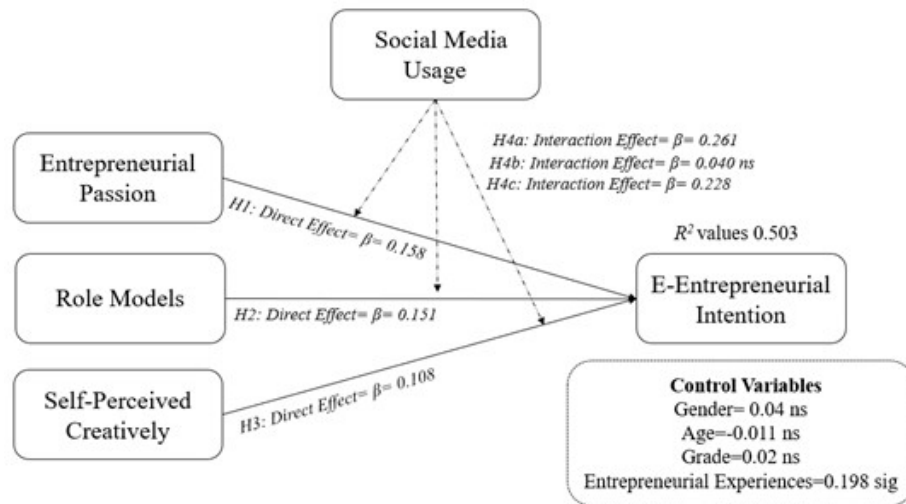 Social Media
Usage
H4a: Interaction Effect= β= 0.261
H4b: Interaction Effect= β= 0.040 ns
H4c: Interaction Effect= β= 0.228
Entrepreneurial
Passion
H1: Direct Effect= β= 0.158
R² values 0.503
Role Models
H2: Direct Effect= β= 0.151
E-Entrepreneurial
Intention
Self-Perceived
Creatively
H3: Direct Effect= β= 0.108
Control Variables
Gender= 0.04 ns
Age=-0.011 ns
Grade=0.02 ns
Entrepreneurial Experiences=0.198 sig